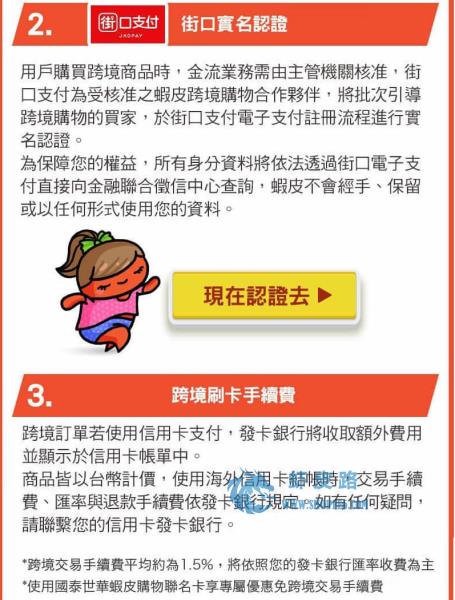 2.
街口支付
JKOPAY
街口實名認證
用戶購買跨境商品時，金流業務需由主管機關核准，街
口支付為受核准之蝦皮跨境購物合作夥伴，將批次引導
跨境購物的買家，於街口支付電子支付註冊流程進行實
名認證。
為保障您的權益，所有身分資料將依法透過街口電子支
付直接向金融聯合徵信中心查詢，蝦皮不會經手、保留
或以任何形式使用您的資料。
現在認證去 ▶
3.
跨境刷卡手續費
跨境訂單若使用信用卡支付，發卡銀行將收取額外費用
並顯示於信用卡帳單中。
商品皆以台幣計價，使用海外信用卡結帳時，交易手續
費、匯率與退款手續費依發卡銀行規定。如有任何疑問，
請聯繫您的信用卡發卡銀行。
*跨境交易手續費平均約為1.5%，將依照您的發卡銀行匯率收費為主
*使用國泰世華蝦皮購物聯名卡享專屬優惠免跨境交易手續費